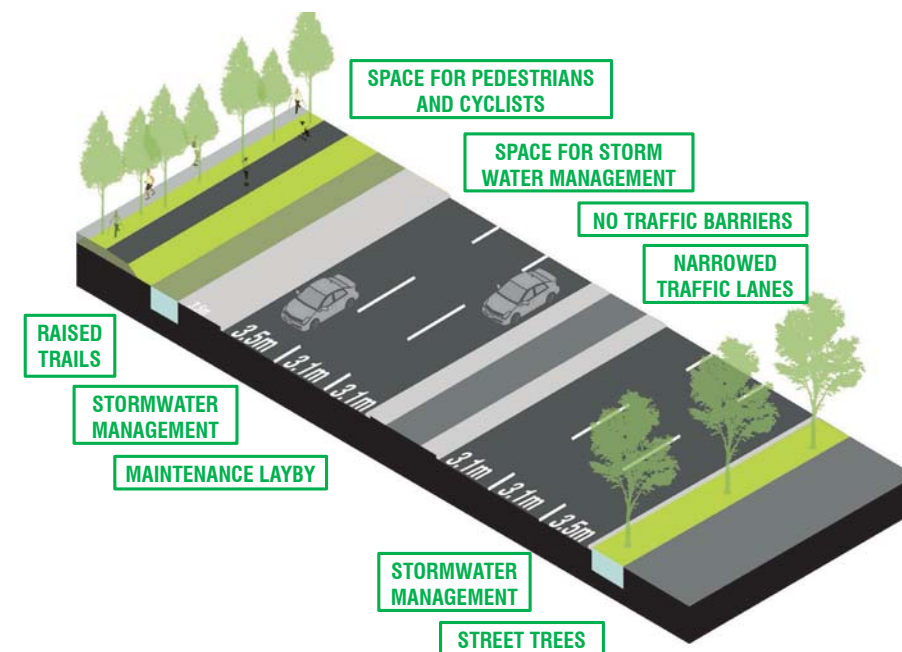 SPACE FOR PEDESTRIANS
AND CYCLISTS
SPACE FOR STORM
WATER MANAGEMENT
NO TRAFFIC BARRIERS
NARROWED
TRAFFIC LANES
RAISED
TRAILS
STORMWATER
MANAGEMENT
MAINTENANCE LAYBY
3.5m | 3.1m | 3.1m
3.1m | 3.1m | 3.5m
STORMWATER
MANAGEMENT
STREET TREES